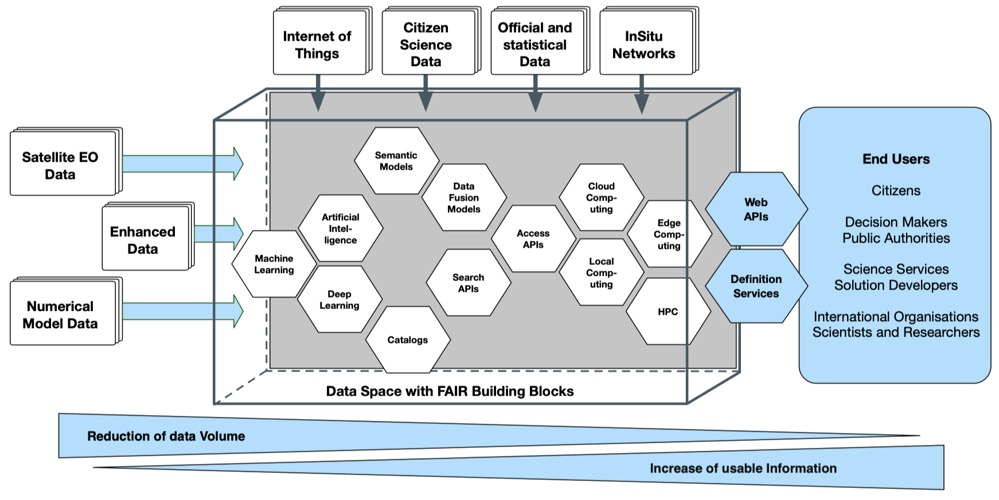 Internet of
Things
Citizen
Science
Data
Official and
statistical
Data
InSitu
Networks
Satellite EO
Data
Enhanced
Data
Numerical
Model Data
Semantic
Models
Data
Fusion
Models
Cloud
Comp-
uting
Artificial
Intel-
ligence
Access
APIs
Edge
Comp-
uting
Machine
Learning
Search
APIs
Local
Comp-
uting
Deep
Learning
HPC
Catalogs
Web
APIs
Definition
Services
End Users
Citizens
Decision Makers
Public Authorities
Science Services
Solution Developers
International Organisations
Scientists and Researchers
Data Space with FAIR Building Blocks
Reduction of data Volume
Increase of usable Information